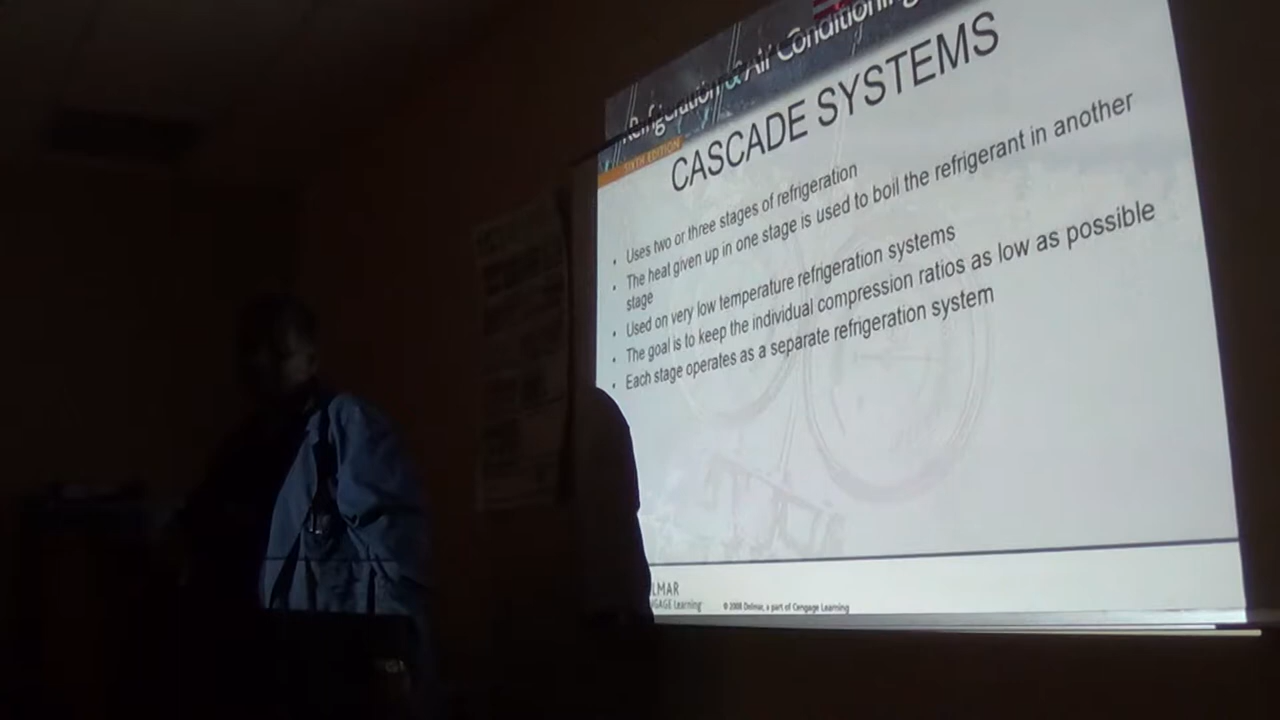 Refrigeration & Air Conditioning
SIXTH EDITION
CASCADE SYSTEMS
• Uses two or three stages of refrigeration
• The heat given up in one stage is used to boil the refrigerant in another
stage
• Used on very low temperature refrigeration systems
• The goal is to keep the individual compression ratios as low as possible
• Each stage operates as a separate refrigeration system
LMAR
GAGE Learning
© 2008 Delmar, a part of Cengage Learning